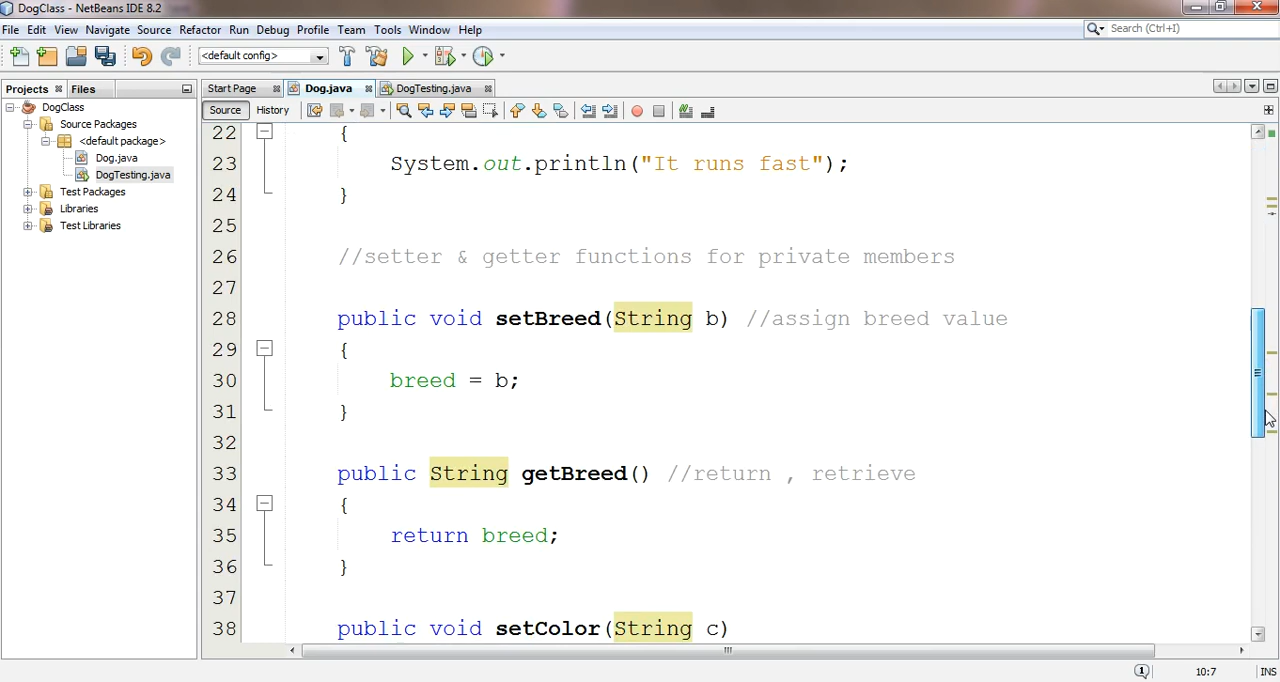 DogClass - NetBeans IDE 8.2
File Edit View Navigate Source Refactor Run Debug Profile Team Tools Window Help
Search (Ctrl+I)
<default config>
Projects Files
Start Page Dog.java DogTesting.java
Source History
DogClass
Source Packages
<default package>
Dog.java
DogTesting.java
Test Packages
Libraries
Test Libraries
22 {
23 System.out.println("It runs fast");
24 }
25
26 //setter & getter functions for private members
27
28 public void setBreed(String b) //assign breed value
29 {
30 breed = b;
31 }
32
33 public String getBreed() //return , retrieve
34 {
35 return breed;
36 }
37
38 public void setColor(String c)
1
10:7
INS